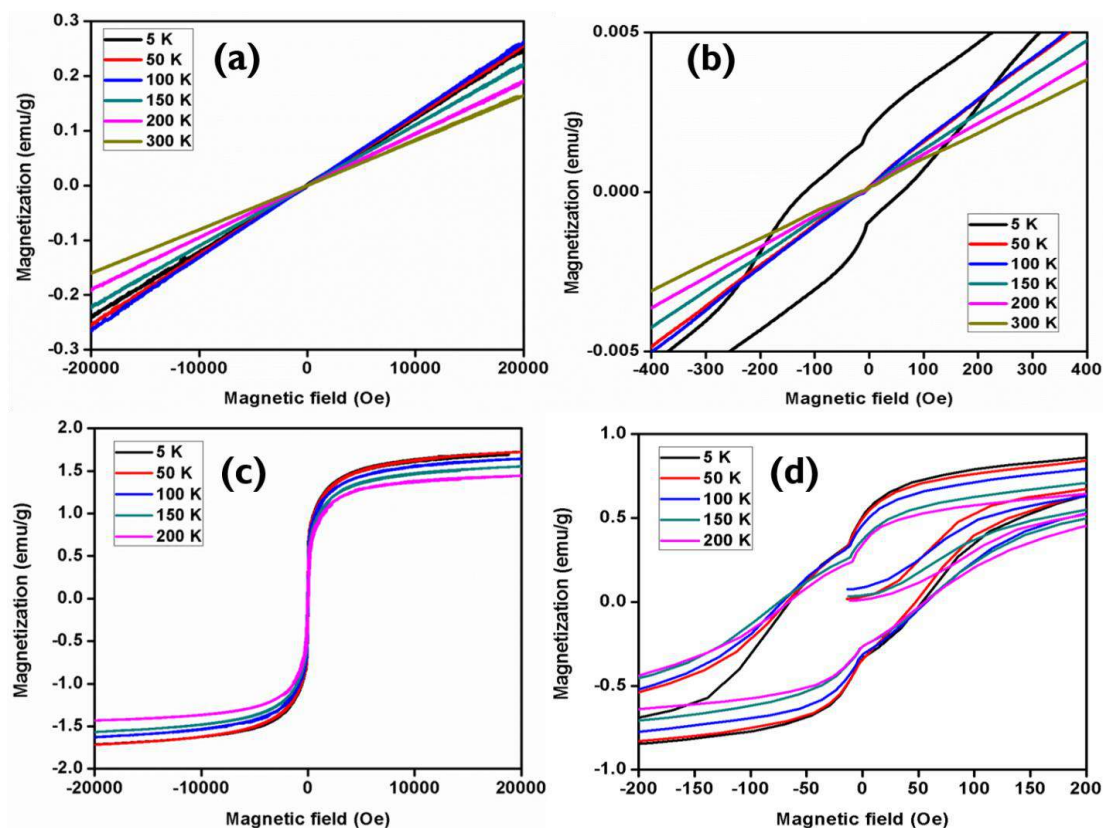 (a)
5 K
50 K
100 K
150 K
200 K
300 K
0.3
0.2
0.1
0.0
-0.1
-0.2
-0.3
Magnetization (emu/g)
-20000 -10000 0 10000 20000
Magnetic field (Oe)
(b)
5 K
50 K
100 K
150 K
200 K
300 K
0.005
0.000
-0.005
Magnetization (emu/g)
-400 -300 -200 -100 0 100 200 300 400
Magnetic field (Oe)
(c)
5 K
50 K
100 K
150 K
200 K
2.0
1.5
1.0
0.5
0.0
-0.5
-1.0
-1.5
-2.0
Magnetization (emu/g)
-20000 -10000 0 10000 20000
Magnetic field (Oe)
(d)
5 K
50 K
100 K
150 K
200 K
1.0
0.5
0.0
-0.5
-1.0
Magnetization (emu/g)
-200 -150 -100 -50 0 50 100 150 200
Magnetic field (Oe)